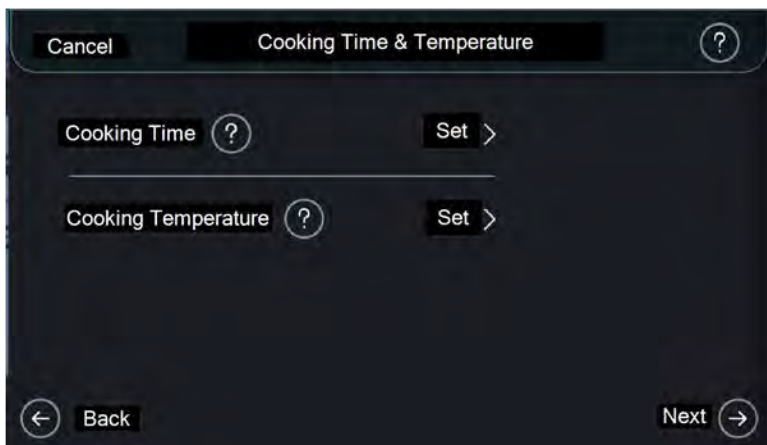 Cancel Cooking Time & Temperature ?
Cooking Time ? Set >
Cooking Temperature ? Set >
← Back Next →